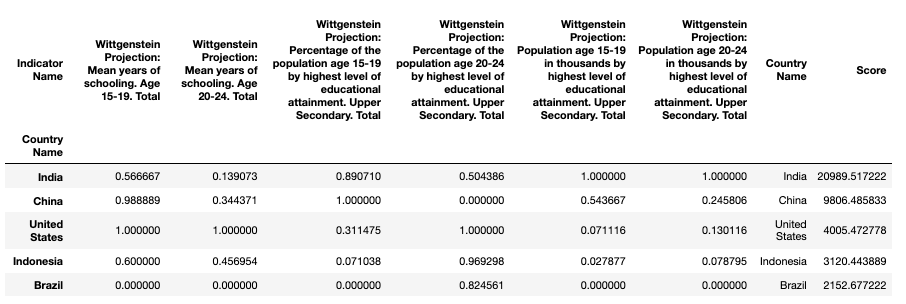 Indicator Name Wittgenstein Projection: Mean years of schooling. Age 15-19. Total Wittgenstein Projection: Mean years of schooling. Age 20-24. Total Wittgenstein Projection: Percentage of the population age 15-19 by highest level of educational attainment. Upper Secondary. Total Wittgenstein Projection: Percentage of the population age 20-24 by highest level of educational attainment. Upper Secondary. Total Wittgenstein Projection: Population age 15-19 in thousands by highest level of educational attainment. Upper Secondary. Total Wittgenstein Projection: Population age 20-24 in thousands by highest level of educational attainment. Upper Secondary. Total Country Name Score
Country Name
India 0.566667 0.139073 0.890710 0.504386 1.000000 1.000000 India 20989.517222
China 0.988889 0.344371 1.000000 0.000000 0.543667 0.245806 China 9806.485833
United States 1.000000 1.000000 0.311475 1.000000 0.071116 0.130116 United States 4005.472778
Indonesia 0.600000 0.456954 0.071038 0.969298 0.027877 0.078795 Indonesia 3120.443889
Brazil 0.000000 0.000000 0.000000 0.824561 0.000000 0.000000 Brazil 2152.677222